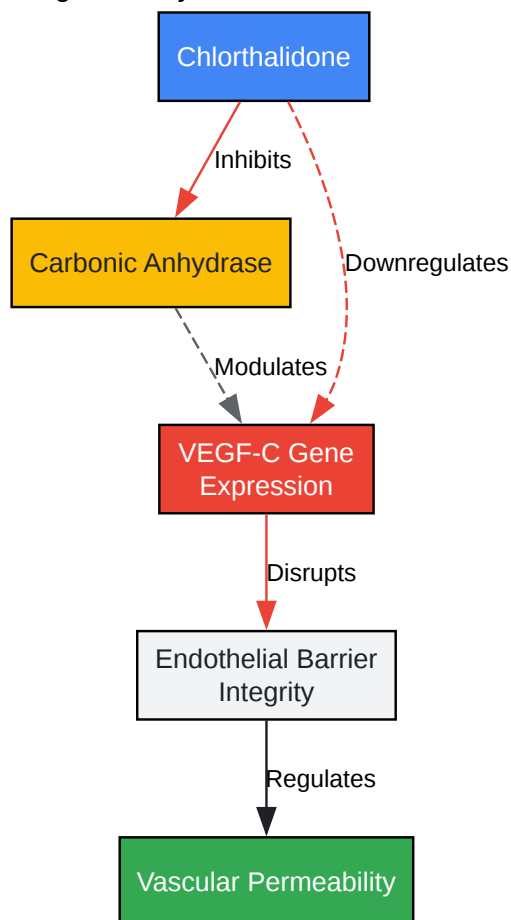 Chlorthalidone
Inhibits
Carbonic Anhydrase
Downregulates
Modulates
VEGF-C Gene
Expression
Disrupts
Endothelial Barrier
Integrity
Regulates
Vascular Permeability